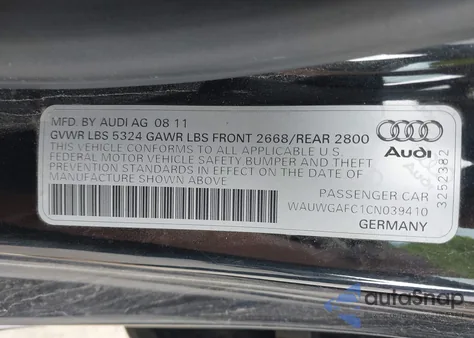 MFD. BY AUDI AG 08 11
GVWR LBS 5324 GAWR LBS FRONT 2668/REAR 2800
THIS VEHICLE CONFORMS TO ALL APPLICABLE U.S.
FEDERAL MOTOR VEHICLE SAFETY, BUMPER AND THEFT
PREVENTION STANDARDS IN EFFECT ON THE DATE OF
MANUFACTURE SHOWN ABOVE
Audi
PASSENGER CAR
WAUWGAFC1CN039410
GERMANY
3252382
autoSnap